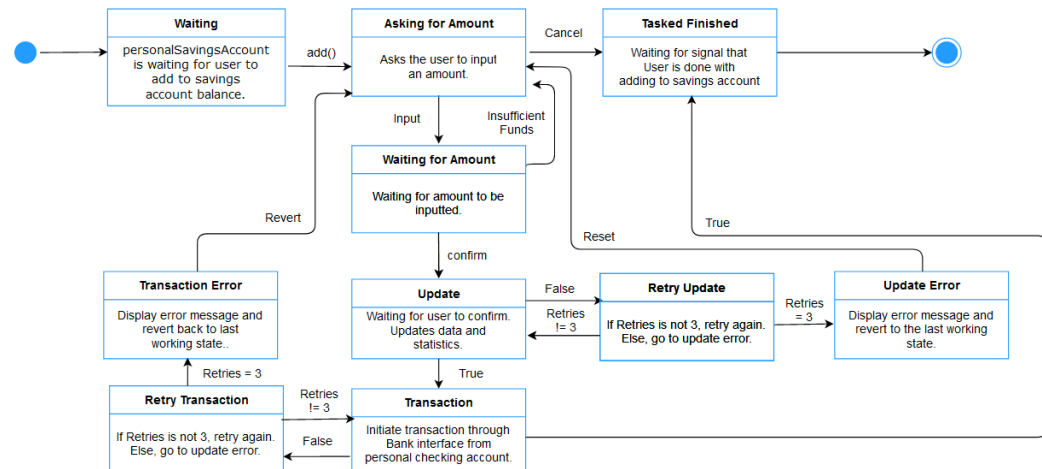 Waiting
personalSavingsAccount
is waiting for user to
add to savings
account balance.
add()
Asking for Amount
Asks the user to input
an amount.
Cancel
Tasked Finished
Waiting for signal that
User is done with
adding to savings account
Input
Insufficient
Funds
Waiting for Amount
Waiting for amount to be
inputted.
Revert
confirm
Reset
True
Transaction Error
Display error message and
revert back to last
working state..
Update
Waiting for user to confirm.
Updates data and
statistics.
False
Retries
!= 3
Retry Update
If Retries is not 3, retry again.
Else, go to update error.
Retries
= 3
Update Error
Display error message and
revert to the last working
state.
Retries = 3
True
Retry Transaction
If Retries is not 3, retry again.
Else, go to update error.
Retries
!= 3
False
Transaction
Initiate transaction through
Bank interface from
personal checking account.